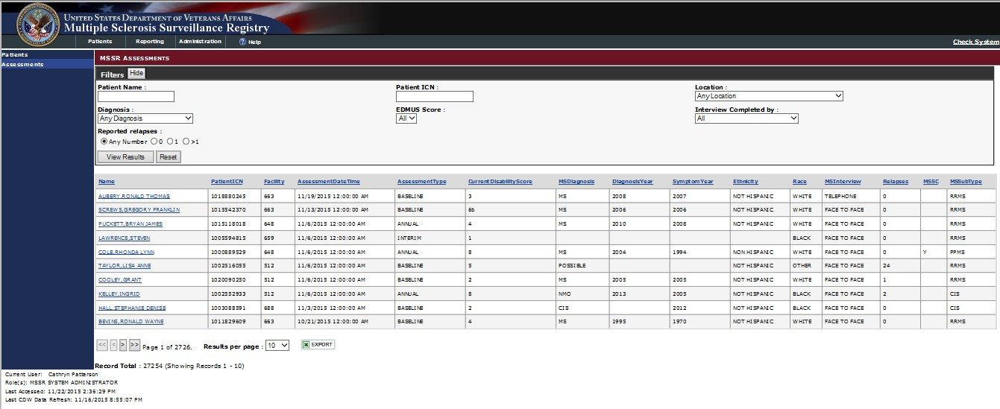 UNITED STATES DEPARTMENT OF VETERANS AFFAIRS
Multiple Sclerosis Surveillance Registry
Patients Reporting Administration ? Help Check System
Patients
Assessments
MSSR ASSESSMENTS
Filters Hide
Patient Name : Patient ICN : Location :
Any Location
Diagnosis : EDMUS Score : Interview Completed by :
Any Diagnosis All All
Reported relapses :
Any Number 0 1 >1
View Results Reset
Name PatientICN Facility AssessmentDateTime AssessmentType CurrentDisabilityScore MSDiagnosis DiagnosisYear SymptomYear Ethnicity Race MSInterview Relapses MSSC MSSubType
AUBERY,RONALD THOMAS 1018880245 663 11/19/2015 12:00:00 AM BASELINE 3 MS 2008 2007 NOT HISPANIC WHITE TELEPHONE 0 RRMS
SCREWS,GREGORY FRANKLIN 1015542370 663 11/13/2015 12:00:00 AM BASELINE 6b MS 2006 2006 NOT HISPANIC WHITE FACE TO FACE 0 RRMS
PUCKETT,BRYAN JAMES 1015118018 648 11/6/2015 12:00:00 AM ANNUAL 4 MS 2010 2008 NOT HISPANIC WHITE FACE TO FACE 0 RRMS
LAWRENCE,STEVEN 1005594815 659 11/6/2015 12:00:00 AM INTERIM 1 BLACK FACE TO FACE 0 RRMS
COLE,RHONDA LYNN 1000889529 648 11/6/2015 12:00:00 AM ANNUAL 8 MS 2004 1994 NON HISPANIC WHITE FACE TO FACE 0 Y PPMS
TAYLOR,LISA ANNE 1002516055 512 11/6/2015 12:00:00 AM BASELINE 5 POSSIBLE NOT HISPANIC OTHER FACE TO FACE 24 RRMS
COOLEY,GRANT 1020090250 512 11/6/2015 12:00:00 AM BASELINE 2 MS 2005 2005 NOT HISPANIC WHITE FACE TO FACE 1 RRMS
KELLEY,INGRID 1002552933 512 11/6/2015 12:00:00 AM ANNUAL 8 NMO 2013 2005 NOT HISPANIC BLACK FACE TO FACE 2 CIS
HALL,STEPHANIE DENISE 1003088591 688 11/3/2015 12:00:00 AM BASELINE 2 CIS 2012 NOT HISPANIC BLACK FACE TO FACE 0 CIS
BEVINS,RONALD WAYNE 1011829609 663 10/21/2015 12:00:00 AM BASELINE 4 MS 1995 1970 NOT HISPANIC WHITE FACE TO FACE 0 RRMS
<< < > >> Page 1 of 2726. Results per page : 10 EXPORT
Record Total : 27254 (Showing Records 1 - 10)
Current User: Cathryn Patterson
Role(s): MSSR SYSTEM ADMINISTRATOR
Last Accessed: 11/22/2015 2:36:29 PM
Last CDW Data Refresh: 11/16/2015 8:55:07 PM